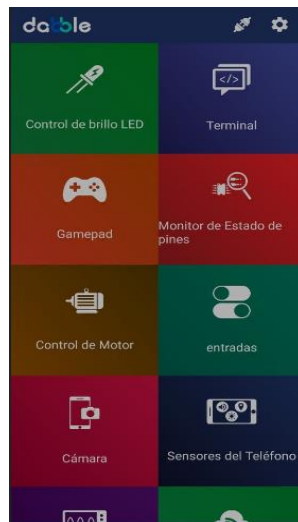 dabble
Control de brillo LED
Terminal
</>
Gamepad
Monitor de Estado de
pines
Control de Motor
entradas
Cámara
Sensores del Teléfono